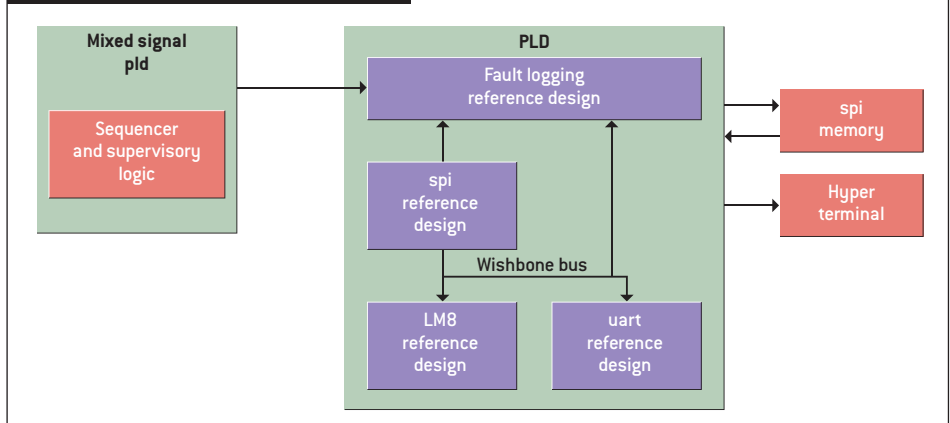 Mixed signal
pld
Sequencer
and supervisory
logic
PLD
Fault logging
reference design
spi
reference
design
Wishbone bus
LM8
reference
design
uart
reference
design
spi
memory
Hyper
terminal